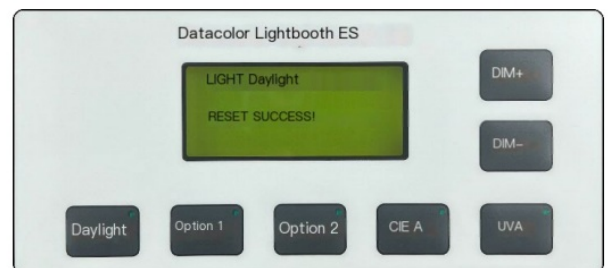 Datacolor Lightbooth ES
LIGHT Daylight
RESET SUCCESS!
DIM+
DIM-
Daylight
Option 1
Option 2
CIE A
UVA